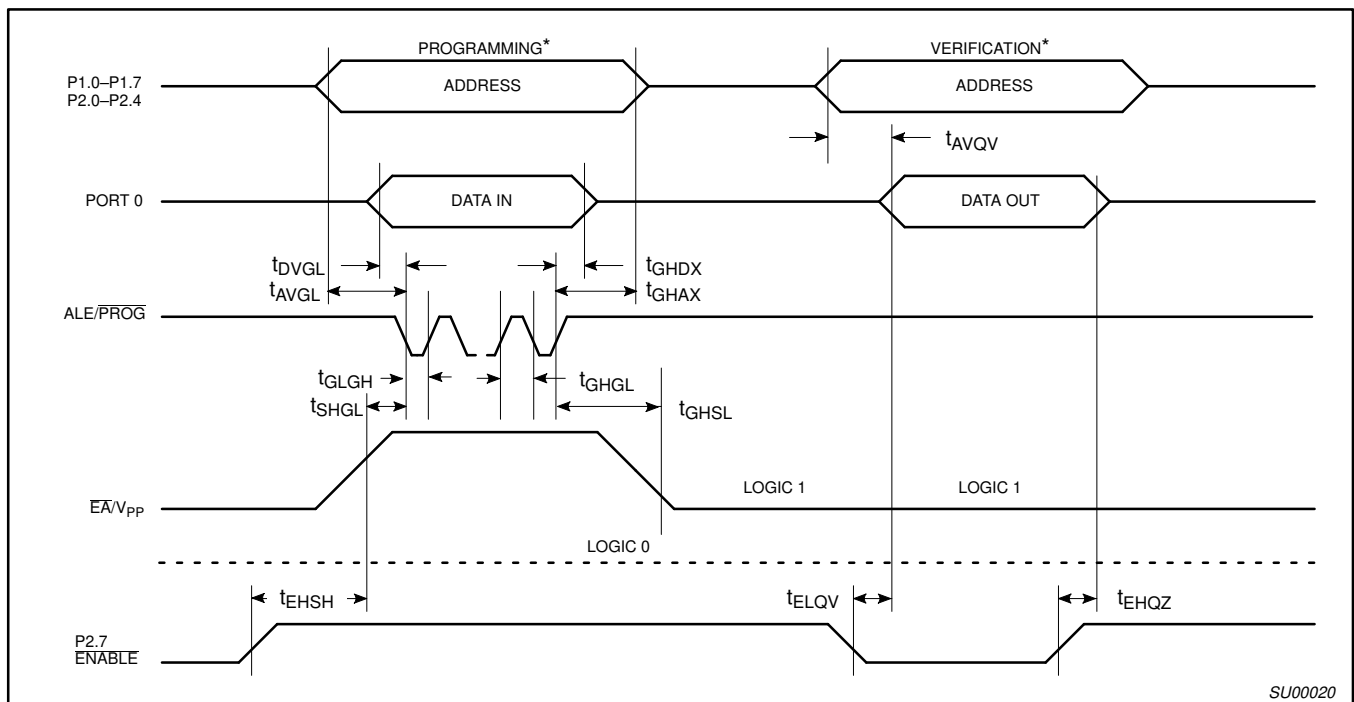 PROGRAMMING*
VERIFICATION*
P1.0–P1.7
P2.0–P2.4
ADDRESS
ADDRESS
tAVQV
PORT 0
DATA IN
DATA OUT
tDVGL
tGHDX
tAVGL
tGHAX
ALE/PROG
tGLGH
tGHGL
tSHGL
tGHSL
LOGIC 1
LOGIC 1
EA/VPP
LOGIC 0
tEHSH
tELQV
tEHQZ
P2.7
ENABLE
SU00020